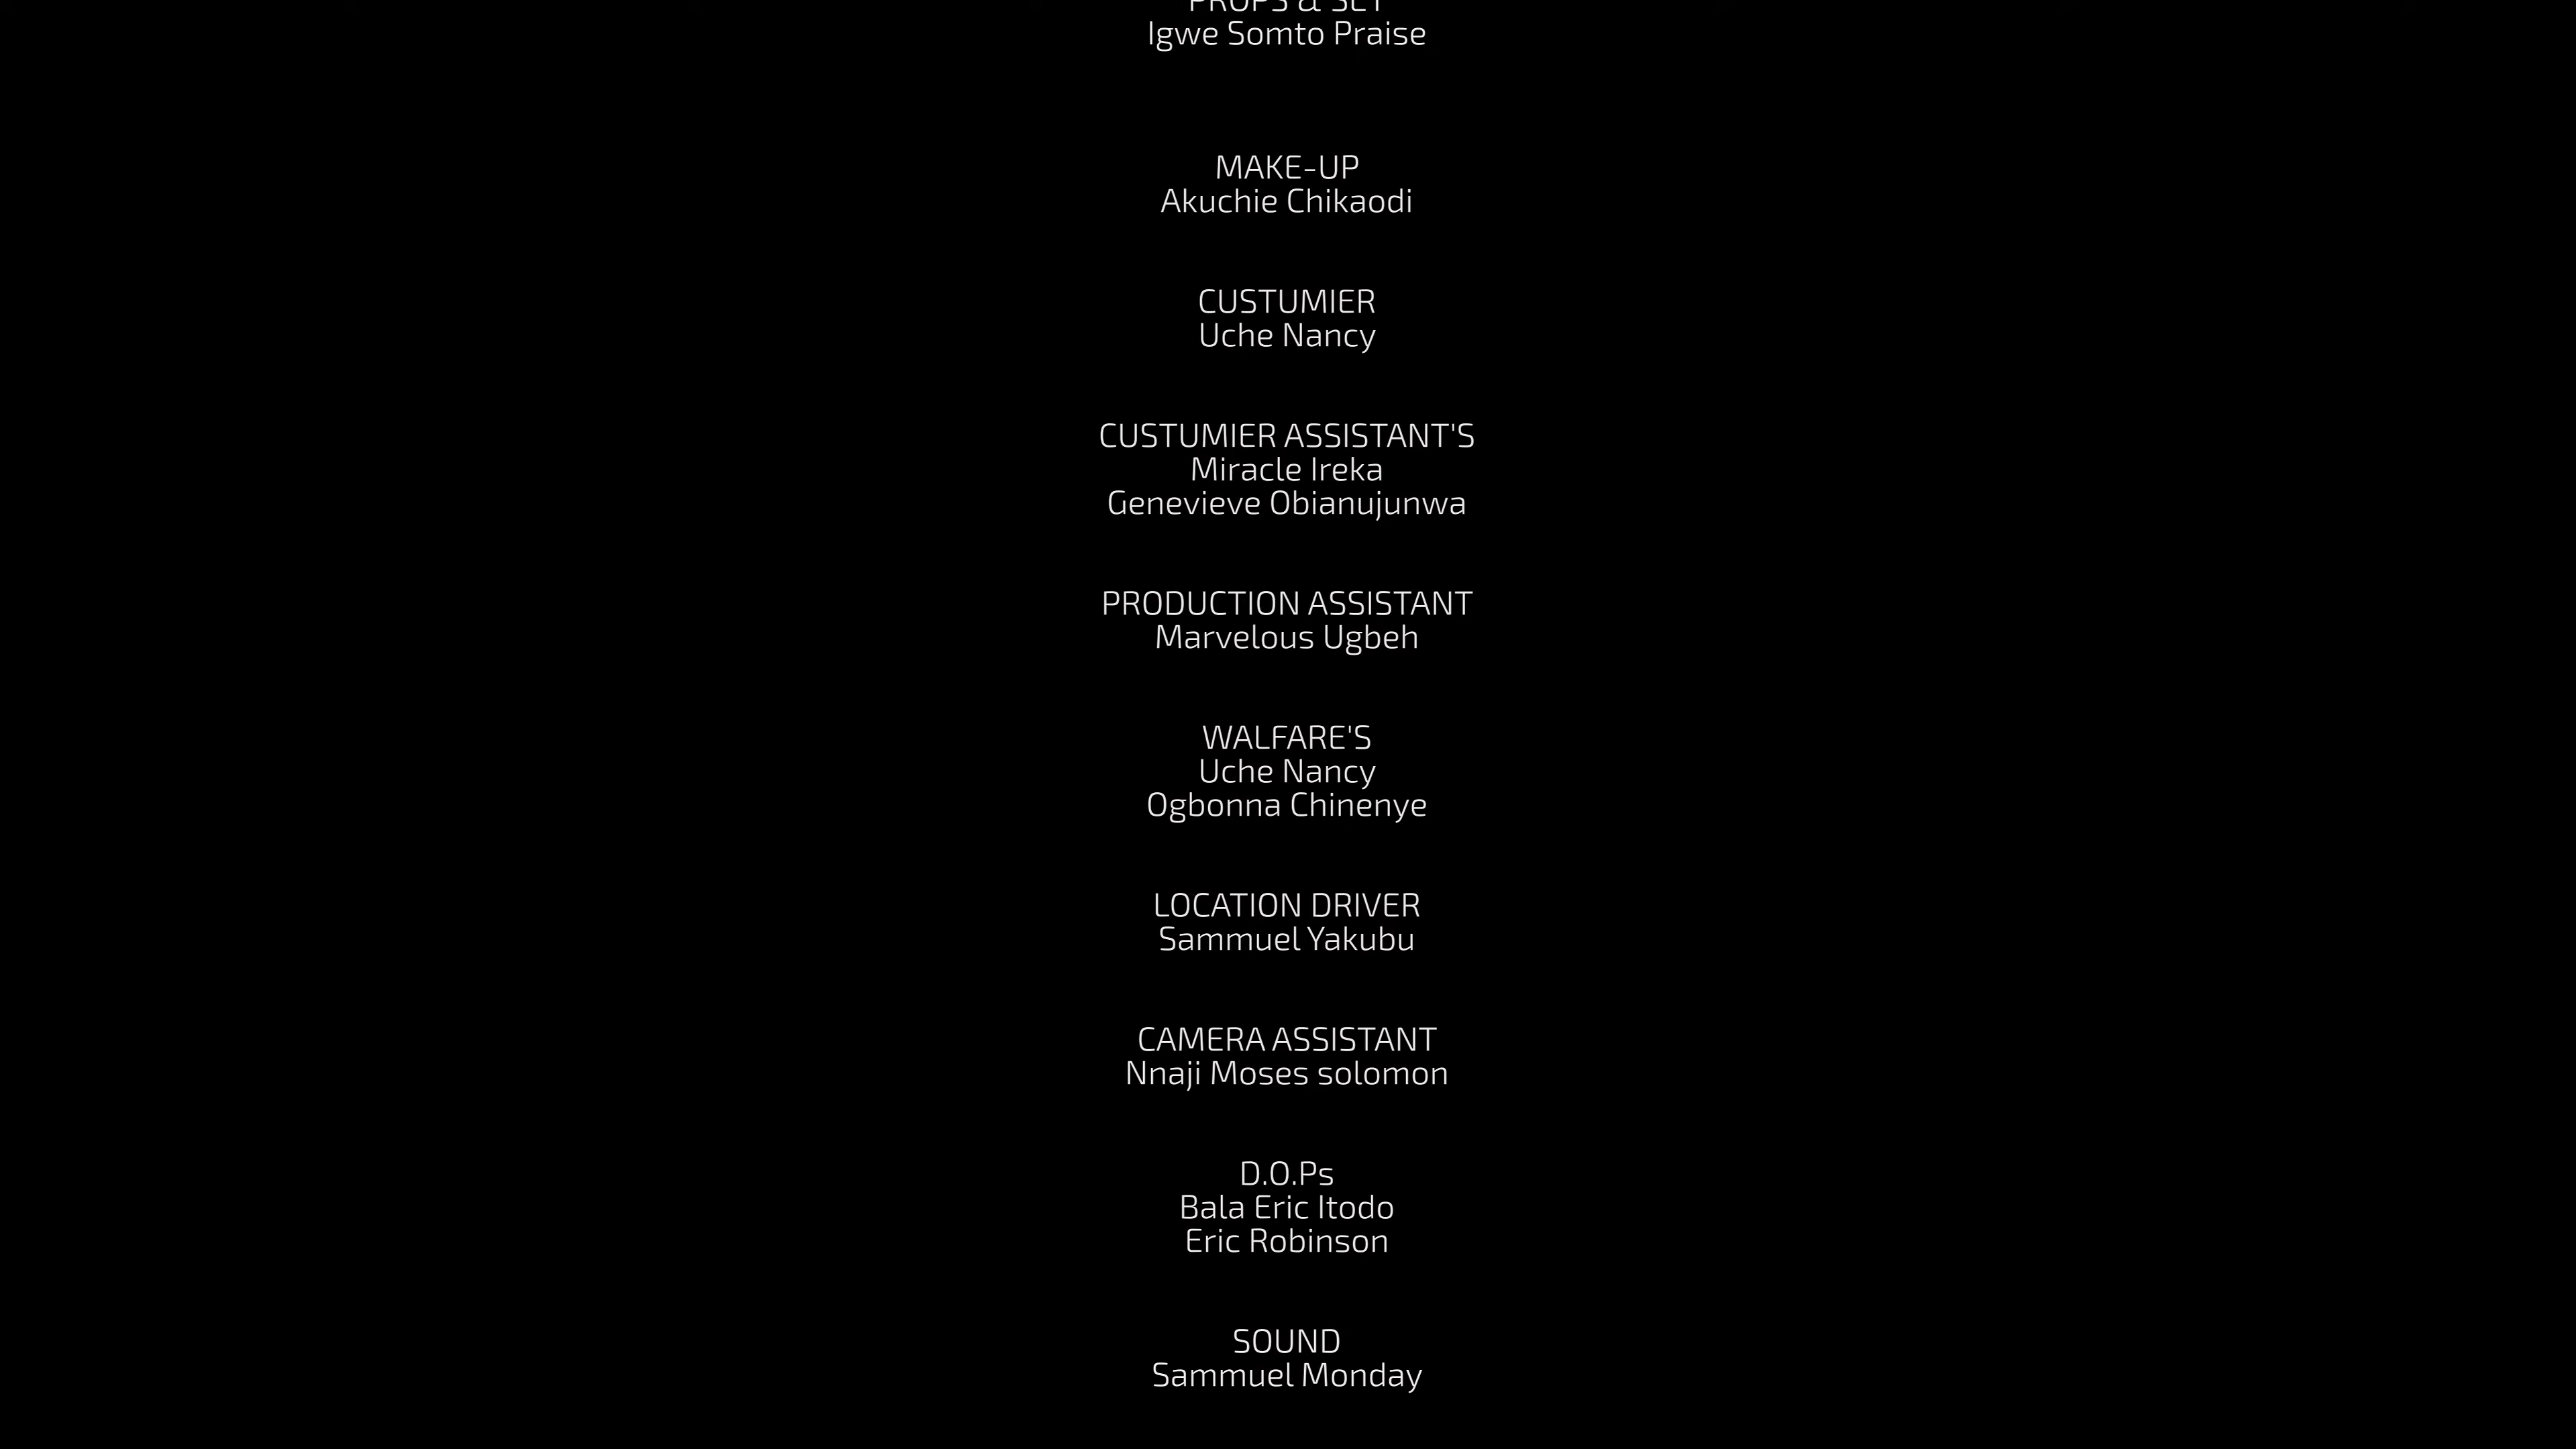 PROPS & SET
Igwe Somto Praise
MAKE-UP
Akuchie Chikaodi
CUSTUMIER
Uche Nancy
CUSTUMIER ASSISTANT'S
Miracle Ireka
Genevieve Obianujunwa
PRODUCTION ASSISTANT
Marvelous Ugbeh
WALFARE'S
Uche Nancy
Ogbonna Chinenye
LOCATION DRIVER
Sammuel Yakubu
CAMERA ASSISTANT
Nnaji Moses solomon
D.O.Ps
Bala Eric Itodo
Eric Robinson
SOUND
Sammuel Monday